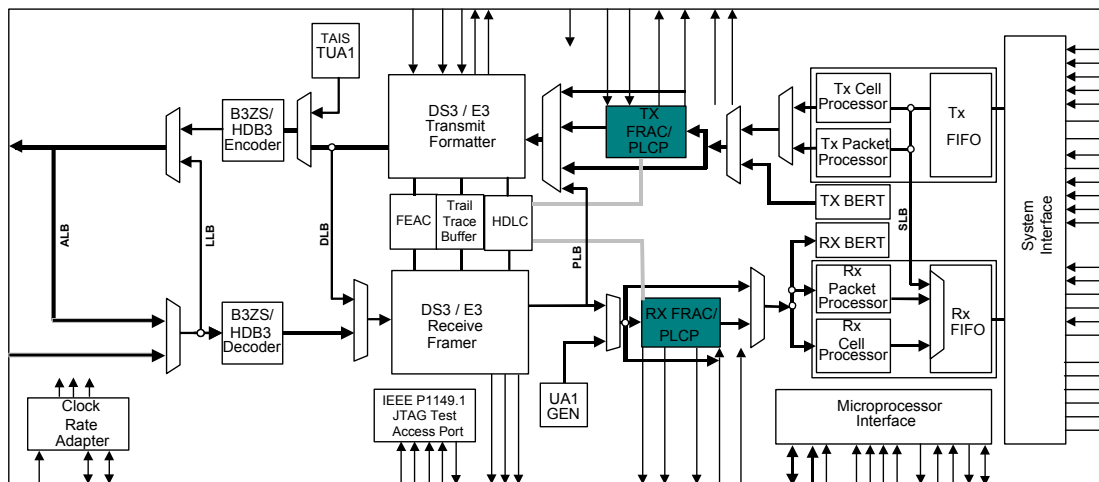 TAIS
TUA1
B3ZS/
HDB3
Encoder
DS3 / E3
Transmit
Formatter
TX
FRAC/
PLCP
Tx Cell
Processor
Tx Packet
Processor
Tx
FIFO
TX BERT
RX BERT
System
Interface
ALB
LLB
DLB
PLB
SLB
FEAC
Trail
Trace
Buffer
HDLC
B3ZS/
HDB3
Decoder
DS3 / E3
Receive
Framer
RX FRAC/
PLCP
Rx
Packet
Processor
Rx
Cell
Processor
Rx
FIFO
UA1
GEN
Clock
Rate
Adapter
IEEE P1149.1
JTAG Test
Access Port
Microprocessor
Interface